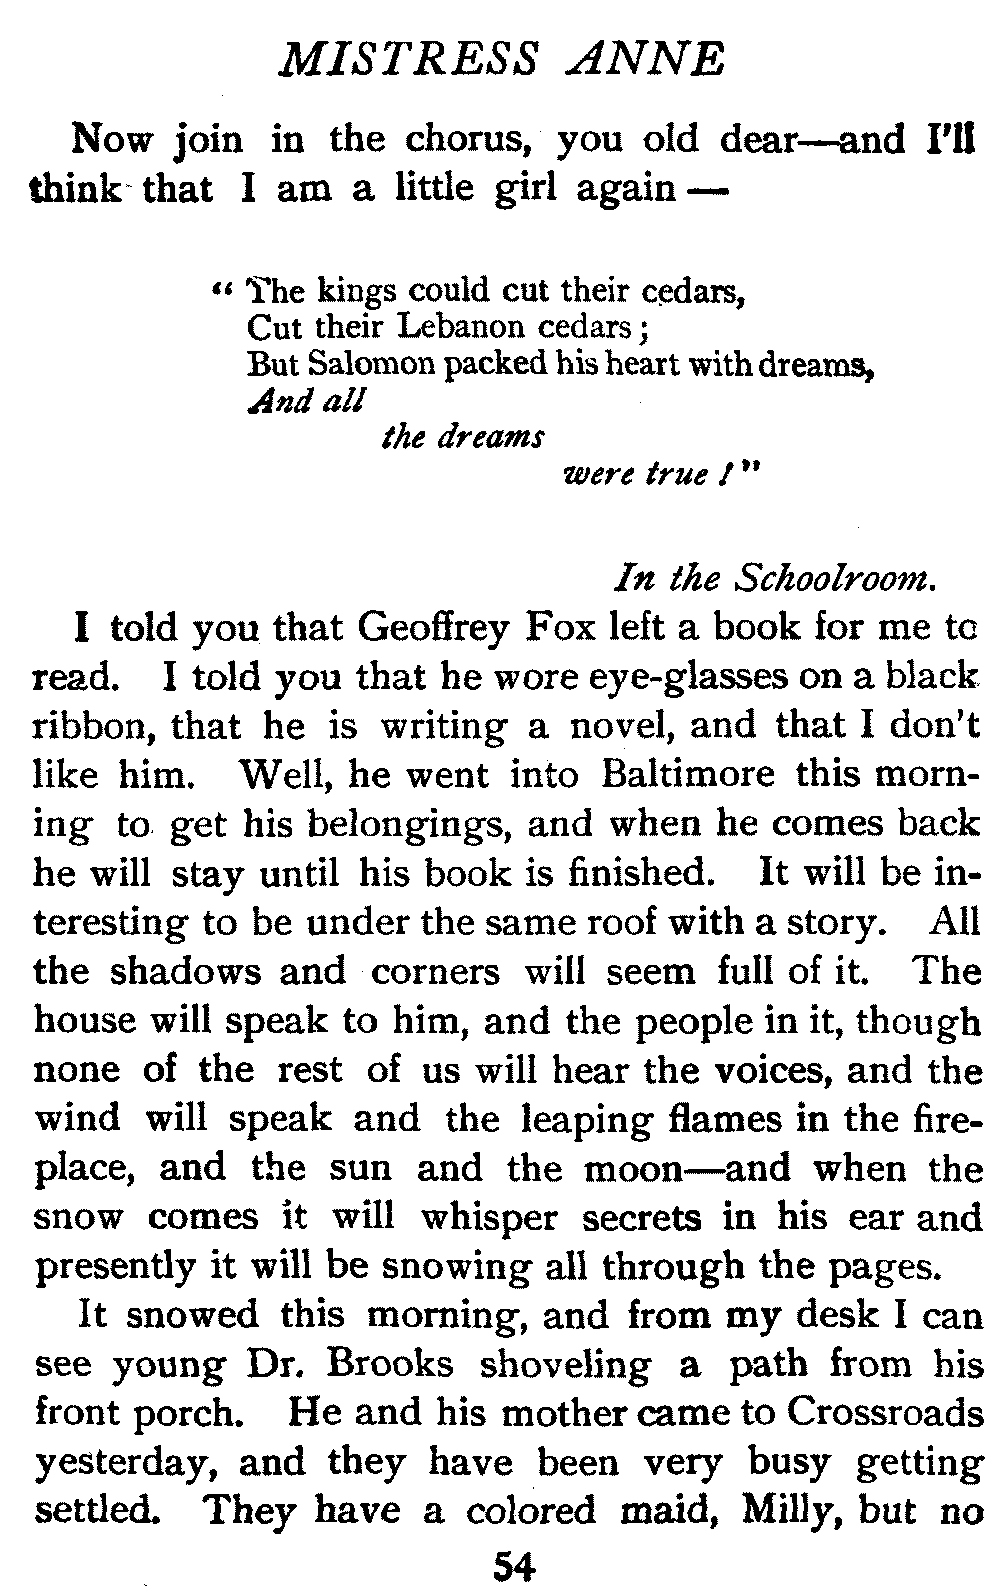 MISTRESS ANNE
Now join in the chorus, you old dear—and I'll
think that I am a little girl again —
“ The kings could cut their cedars,
Cut their Lebanon cedars ;
But Salomon packed his heart with dreams,
And all
the dreams
were true ! ”
In the Schoolroom.
I told you that Geoffrey Fox left a book for me to
read. I told you that he wore eye-glasses on a black
ribbon, that he is writing a novel, and that I don't
like him. Well, he went into Baltimore this morn-
ing to get his belongings, and when he comes back
he will stay until his book is finished. It will be in-
teresting to be under the same roof with a story. All
the shadows and corners will seem full of it. The
house will speak to him, and the people in it, though
none of the rest of us will hear the voices, and the
wind will speak and the leaping flames in the fire-
place, and the sun and the moon—and when the
snow comes it will whisper secrets in his ear and
presently it will be snowing all through the pages.
It snowed this morning, and from my desk I can
see young Dr. Brooks shoveling a path from his
front porch. He and his mother came to Crossroads
yesterday, and they have been very busy getting
settled. They have a colored maid, Milly, but no
54